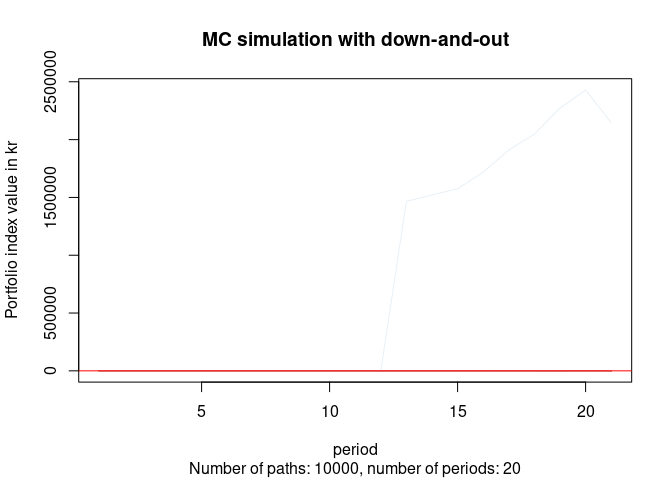 MC simulation with down-and-out
Portfolio index value in kr
2500000
1500000
500000
0
5 10 15 20
period
Number of paths: 10000, number of periods: 20